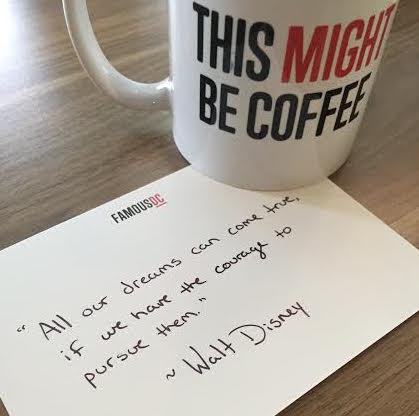 THIS MIGHT
BE COFFEE
FAMOUSDC
"All our dreams can come true,
if we have the courage to
pursue them."
~ Walt Disney